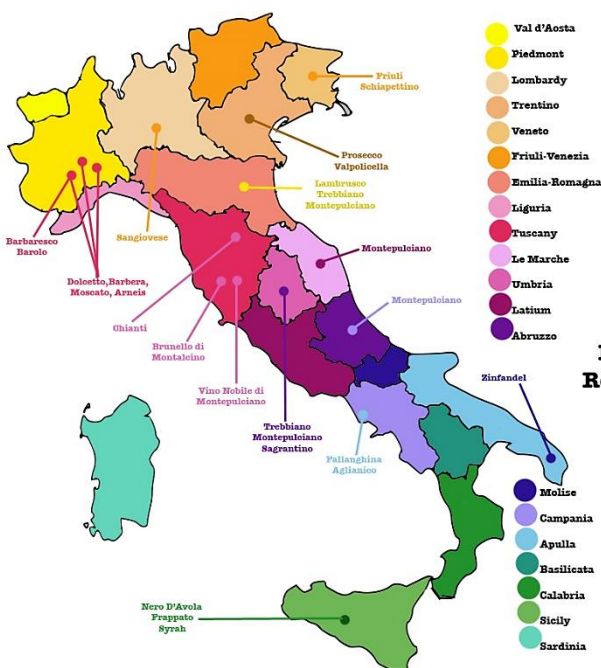 Val d'Aosta
Piedmont
Lombardy
Trentino
Veneto
Friuli-Venezia
Emilia-Romagna
Liguria
Tuscany
Le Marche
Umbria
Latium
Abruzzo
Friuli
Schiapettino
Prosecco
Valpolicella
Lambrusco
Trebbiano
Montepulciano
Barbaresco
Barolo
Sangiovese
Dolcetto,Barbera,
Moscato, Arneis
Montepulciano
Chianti
Montepulciano
Brunello di
Montalcino
Vino Nobile di
Montepulciano
Zinfandel
Trebbiano
Montepulciano
Sagrantino
Fallanghina
Aglianico
Molise
Campania
Apulla
Basilicata
Calabria
Sicily
Sardinia
Nero D'Avola
Frappato
Syrah